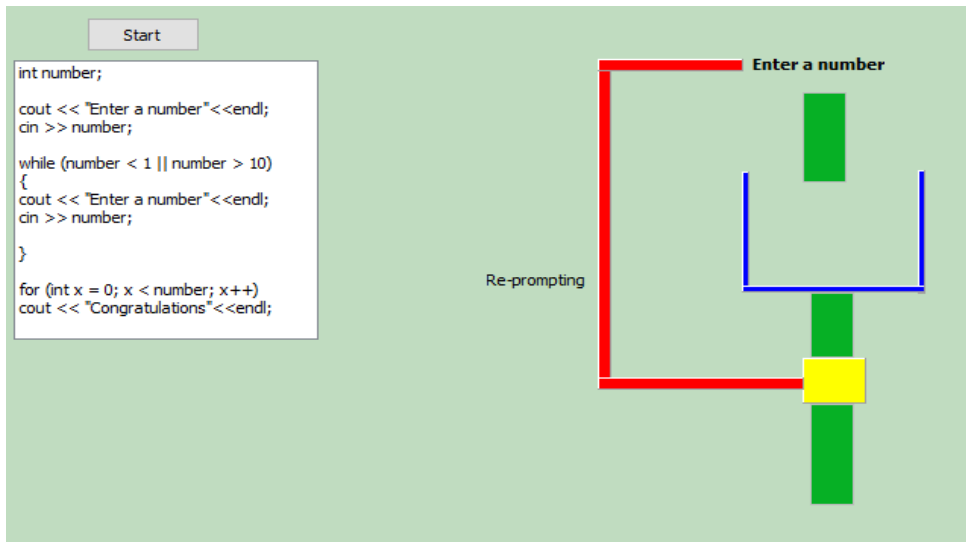 Start
int number;
cout << "Enter a number"<<endl;
cin >> number;
while (number < 1 || number > 10)
{
cout << "Enter a number"<<endl;
cin >> number;
}
for (int x = 0; x < number; x++)
cout << "Congratulations"<<endl;
Enter a number
Re-prompting